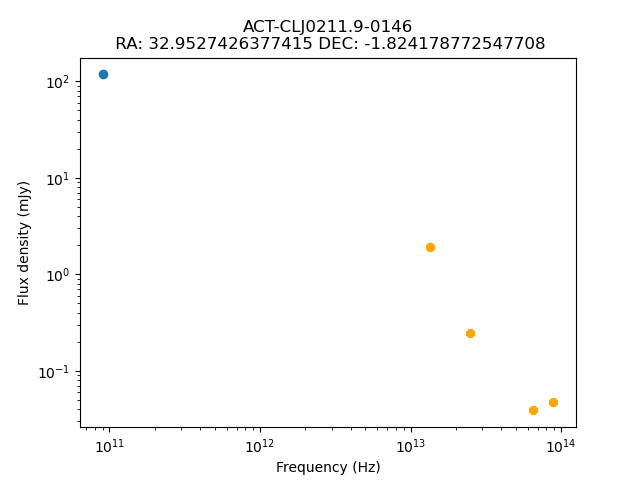 ACT-CLJ0211.9-0146
RA: 32.9527426377415 DEC: -1.824178772547708
10²
10¹
10⁰
10⁻¹
Flux density (mJy)
10¹¹ 10¹² 10¹³ 10¹⁴
Frequency (Hz)